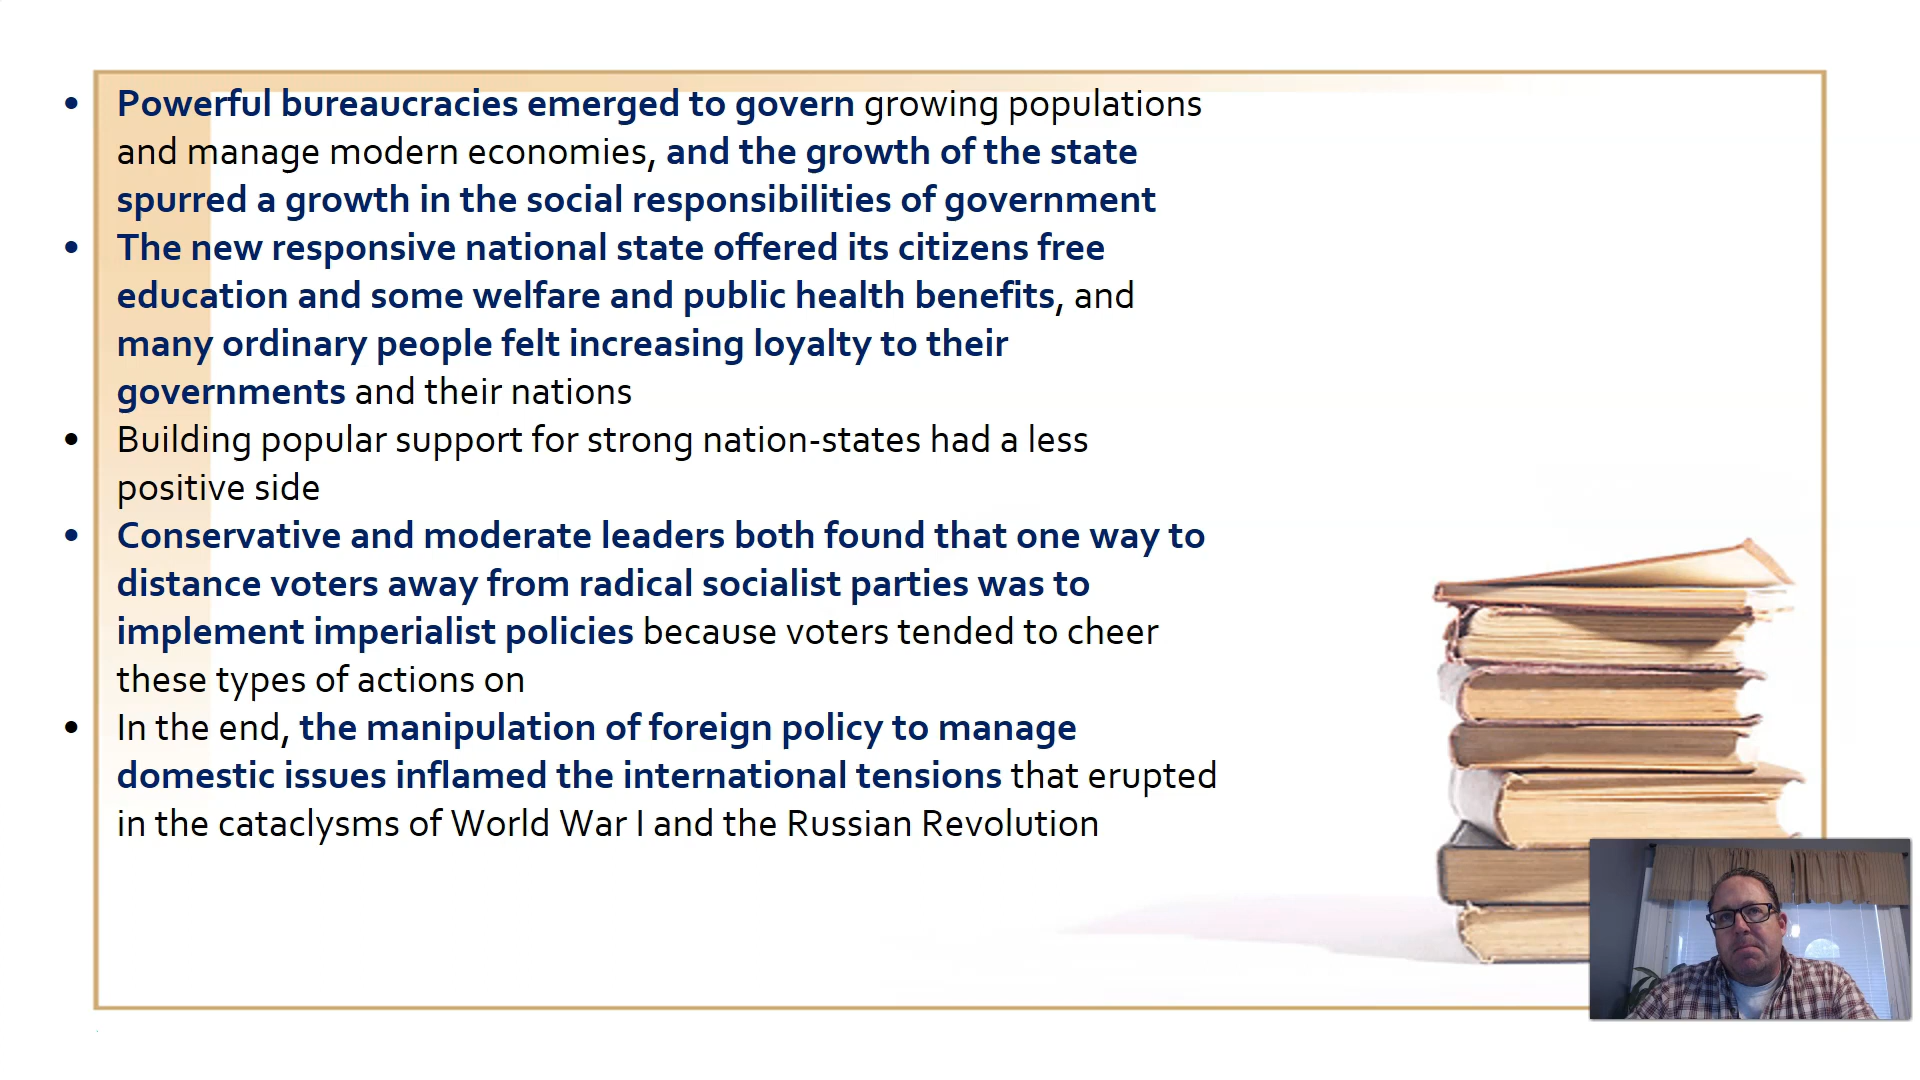 • Powerful bureaucracies emerged to govern growing populations
and manage modern economies, and the growth of the state
spurred a growth in the social responsibilities of government
• The new responsive national state offered its citizens free
education and some welfare and public health benefits, and
many ordinary people felt increasing loyalty to their
governments and their nations
• Building popular support for strong nation-states had a less
positive side
• Conservative and moderate leaders both found that one way to
distance voters away from radical socialist parties was to
implement imperialist policies because voters tended to cheer
these types of actions on
• In the end, the manipulation of foreign policy to manage
domestic issues inflamed the international tensions that erupted
in the cataclysms of World War I and the Russian Revolution